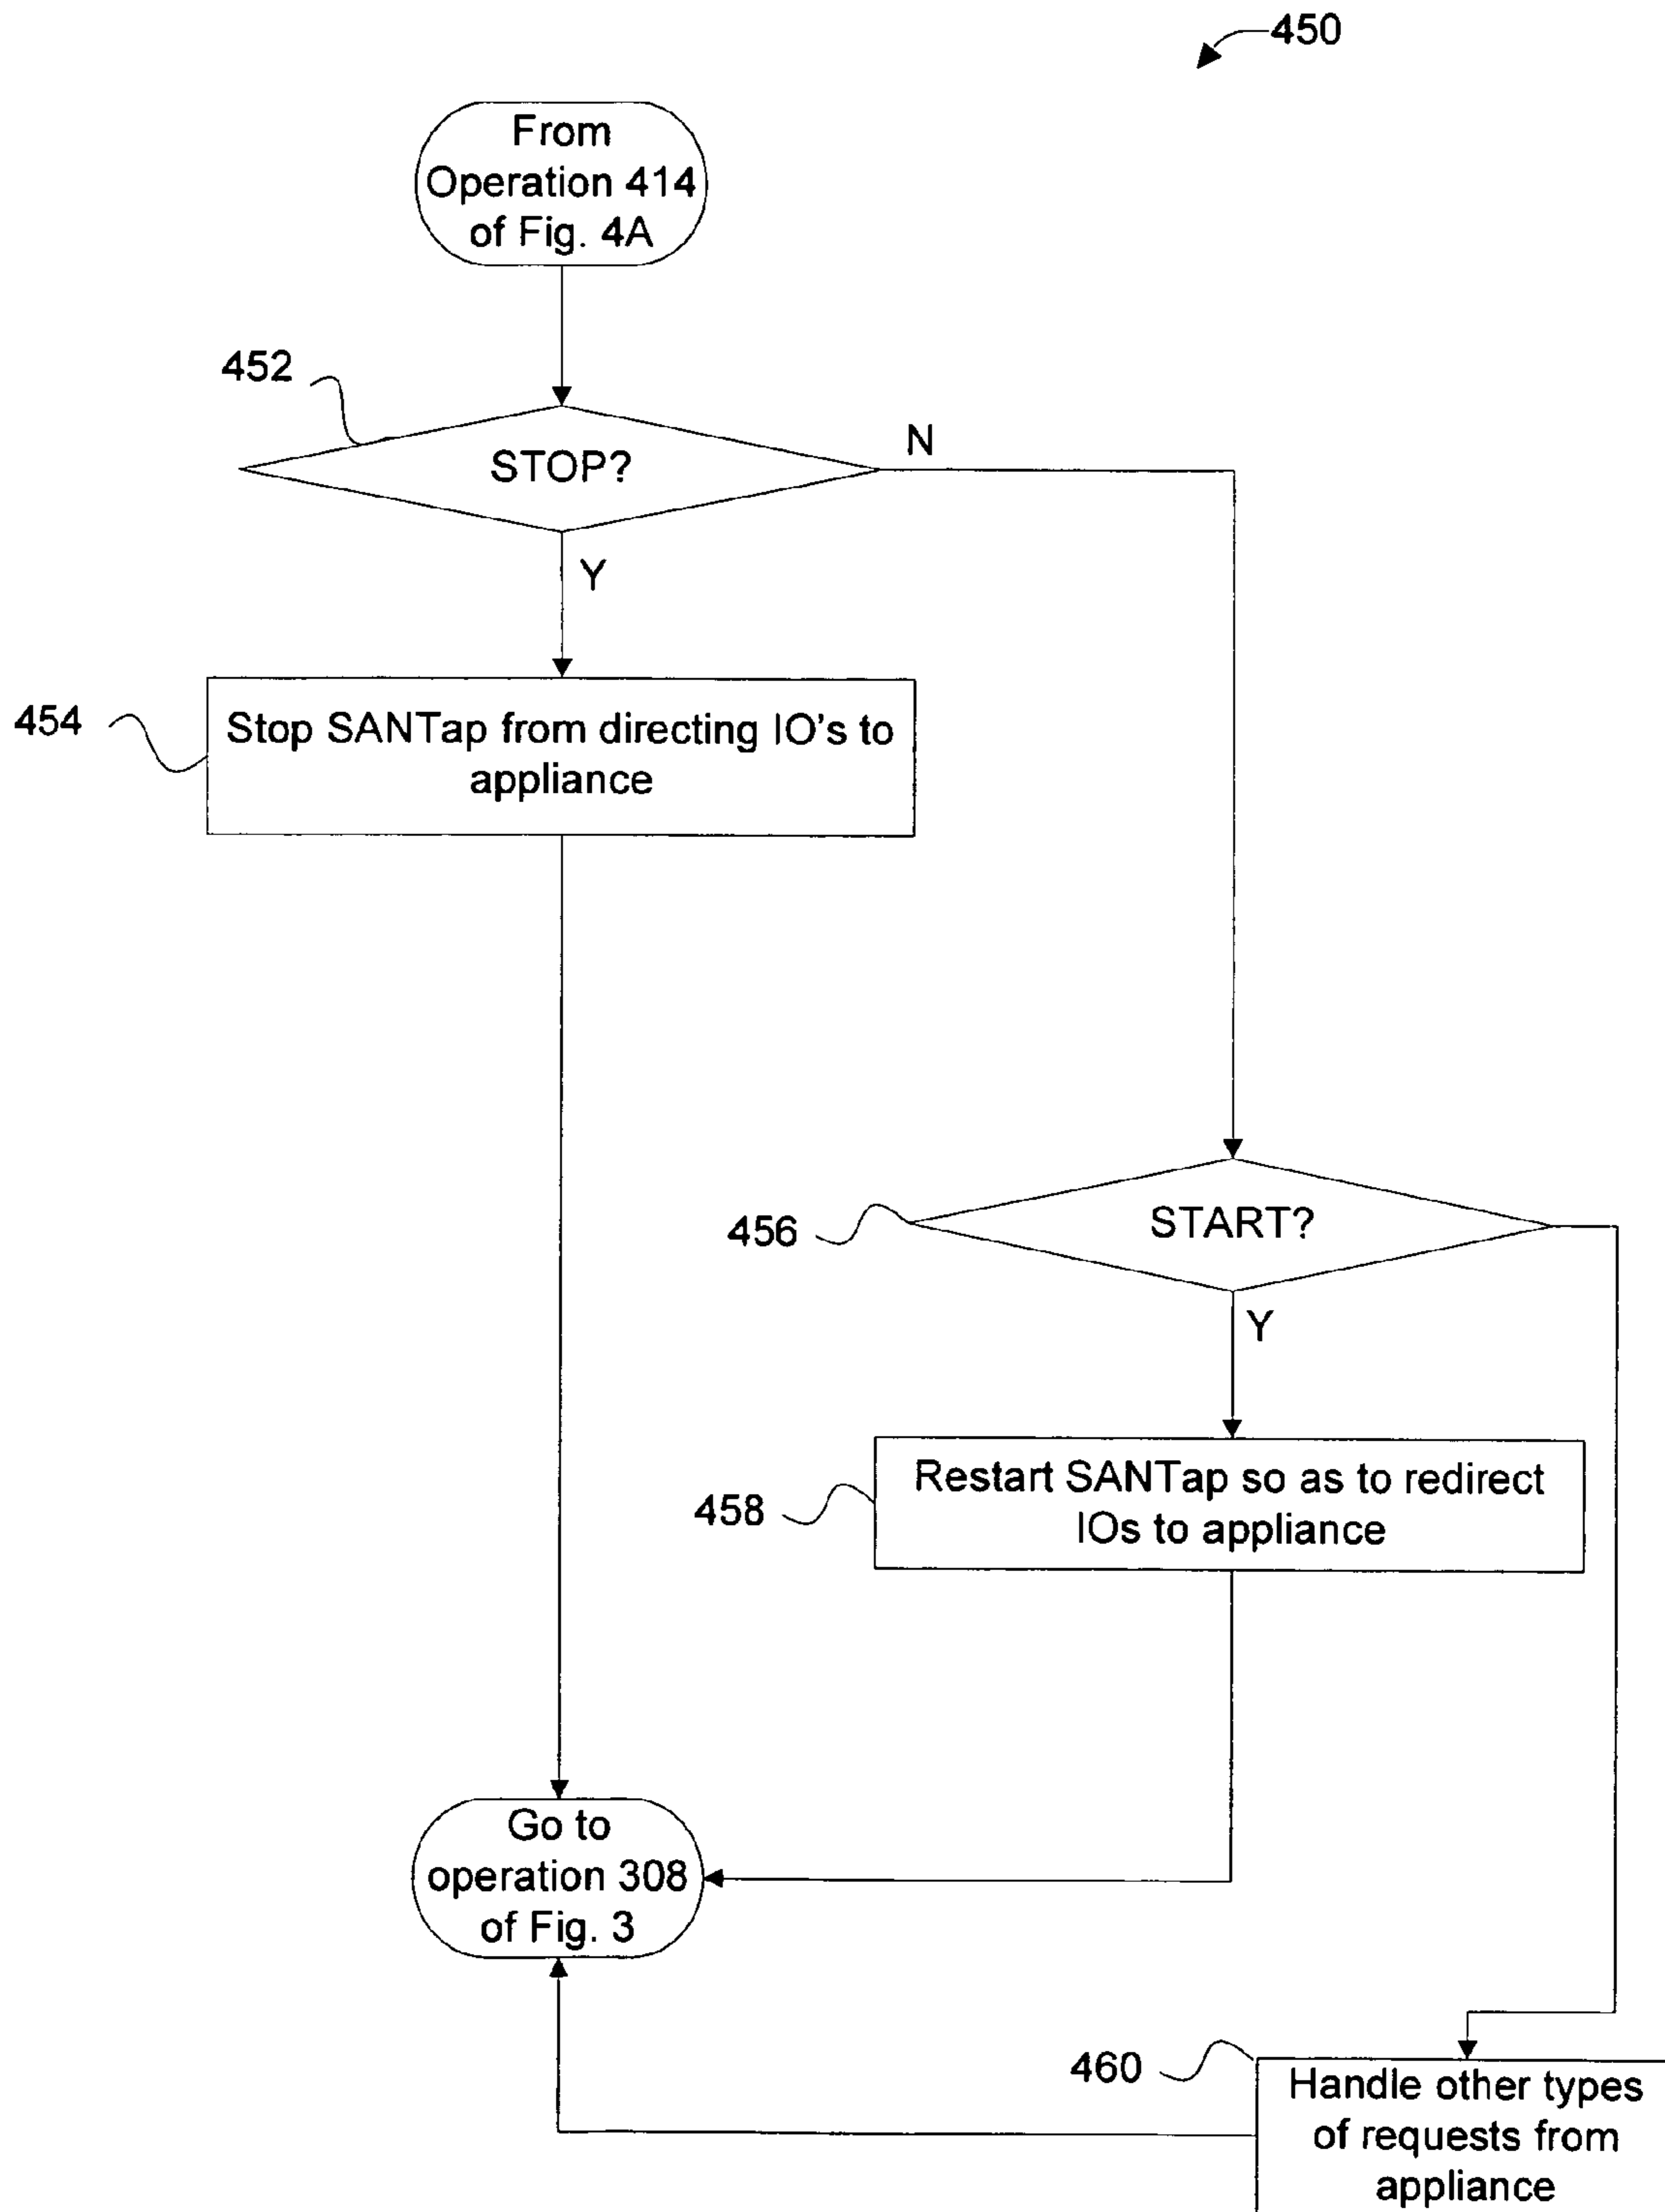 450
From
Operation 414
of Fig. 4A
452
STOP?
N
Y
454
Stop SANTap from directing IO's to
appliance
456
START?
Y
458
Restart SANTap so as to redirect
IOs to appliance
Go to
operation 308
of Fig. 3
460
Handle other types
of requests from
appliance